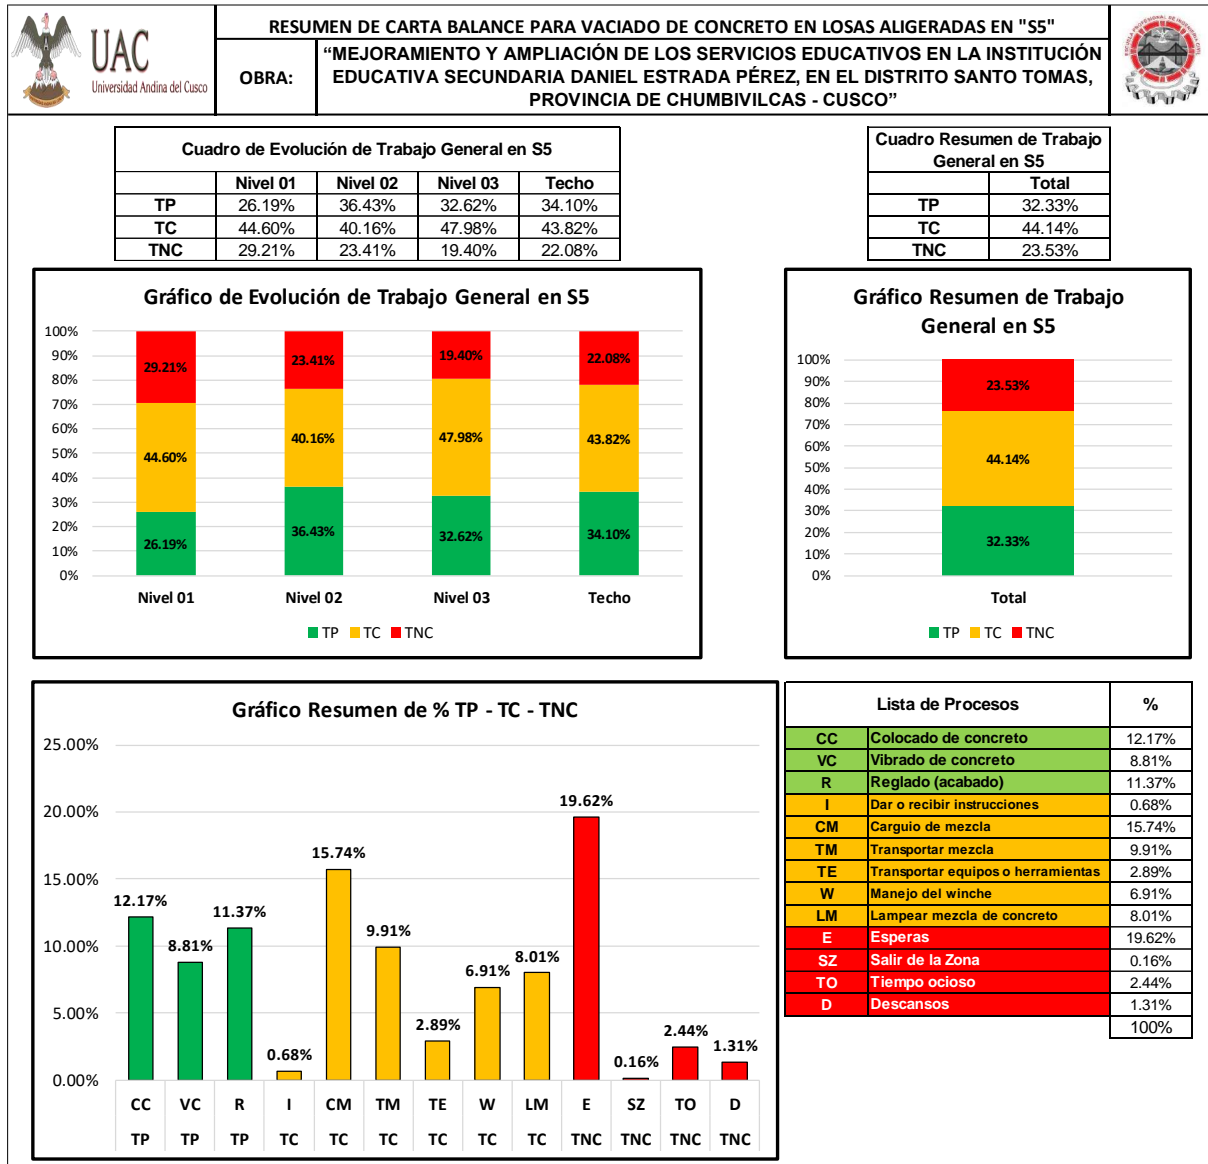 UAC
Universidad Andina del Cusco
RESUMEN DE CARTA BALANCE PARA VACIADO DE CONCRETO EN LOSAS ALIGERADAS EN "S5"
OBRA:
“MEJORAMIENTO Y AMPLIACIÓN DE LOS SERVICIOS EDUCATIVOS EN LA INSTITUCIÓN
EDUCATIVA SECUNDARIA DANIEL ESTRADA PÉREZ, EN EL DISTRITO SANTO TOMAS,
PROVINCIA DE CHUMBIVILCAS - CUSCO”
Cuadro de Evolución de Trabajo General en S5
Nivel 01 Nivel 02 Nivel 03 Techo
TP 26.19% 36.43% 32.62% 34.10%
TC 44.60% 40.16% 47.98% 43.82%
TNC 29.21% 23.41% 19.40% 22.08%
Cuadro Resumen de Trabajo
General en S5
Total
TP 32.33%
TC 44.14%
TNC 23.53%
Gráfico de Evolución de Trabajo General en S5
100%
90%
80%
70%
60%
50%
40%
30%
20%
10%
0%
29.21% 23.41% 19.40% 22.08%
44.60% 40.16% 47.98% 43.82%
26.19% 36.43% 32.62% 34.10%
Nivel 01 Nivel 02 Nivel 03 Techo
TP TC TNC
Gráfico Resumen de Trabajo
General en S5
100%
90%
80%
70%
60%
50%
40%
30%
20%
10%
0%
23.53%
44.14%
32.33%
Total
TP TC TNC
Gráfico Resumen de % TP - TC - TNC
25.00%
20.00%
15.00%
10.00%
5.00%
0.00%
12.17% 8.81% 11.37% 0.68% 15.74% 9.91% 2.89% 6.91% 8.01% 19.62% 0.16% 2.44% 1.31%
CC VC R I CM TM TE W LM E SZ TO D
TP TP TP TC TC TC TC TC TC TNC TNC TNC TNC
Lista de Procesos %
CC Colocado de concreto 12.17%
VC Vibrado de concreto 8.81%
R Reglado (acabado) 11.37%
I Dar o recibir instrucciones 0.68%
CM Carguio de mezcla 15.74%
TM Transportar mezcla 9.91%
TE Transportar equipos o herramientas 2.89%
W Manejo del winche 6.91%
LM Lampear mezcla de concreto 8.01%
E Esperas 19.62%
SZ Salir de la Zona 0.16%
TO Tiempo ocioso 2.44%
D Descansos 1.31%
100%